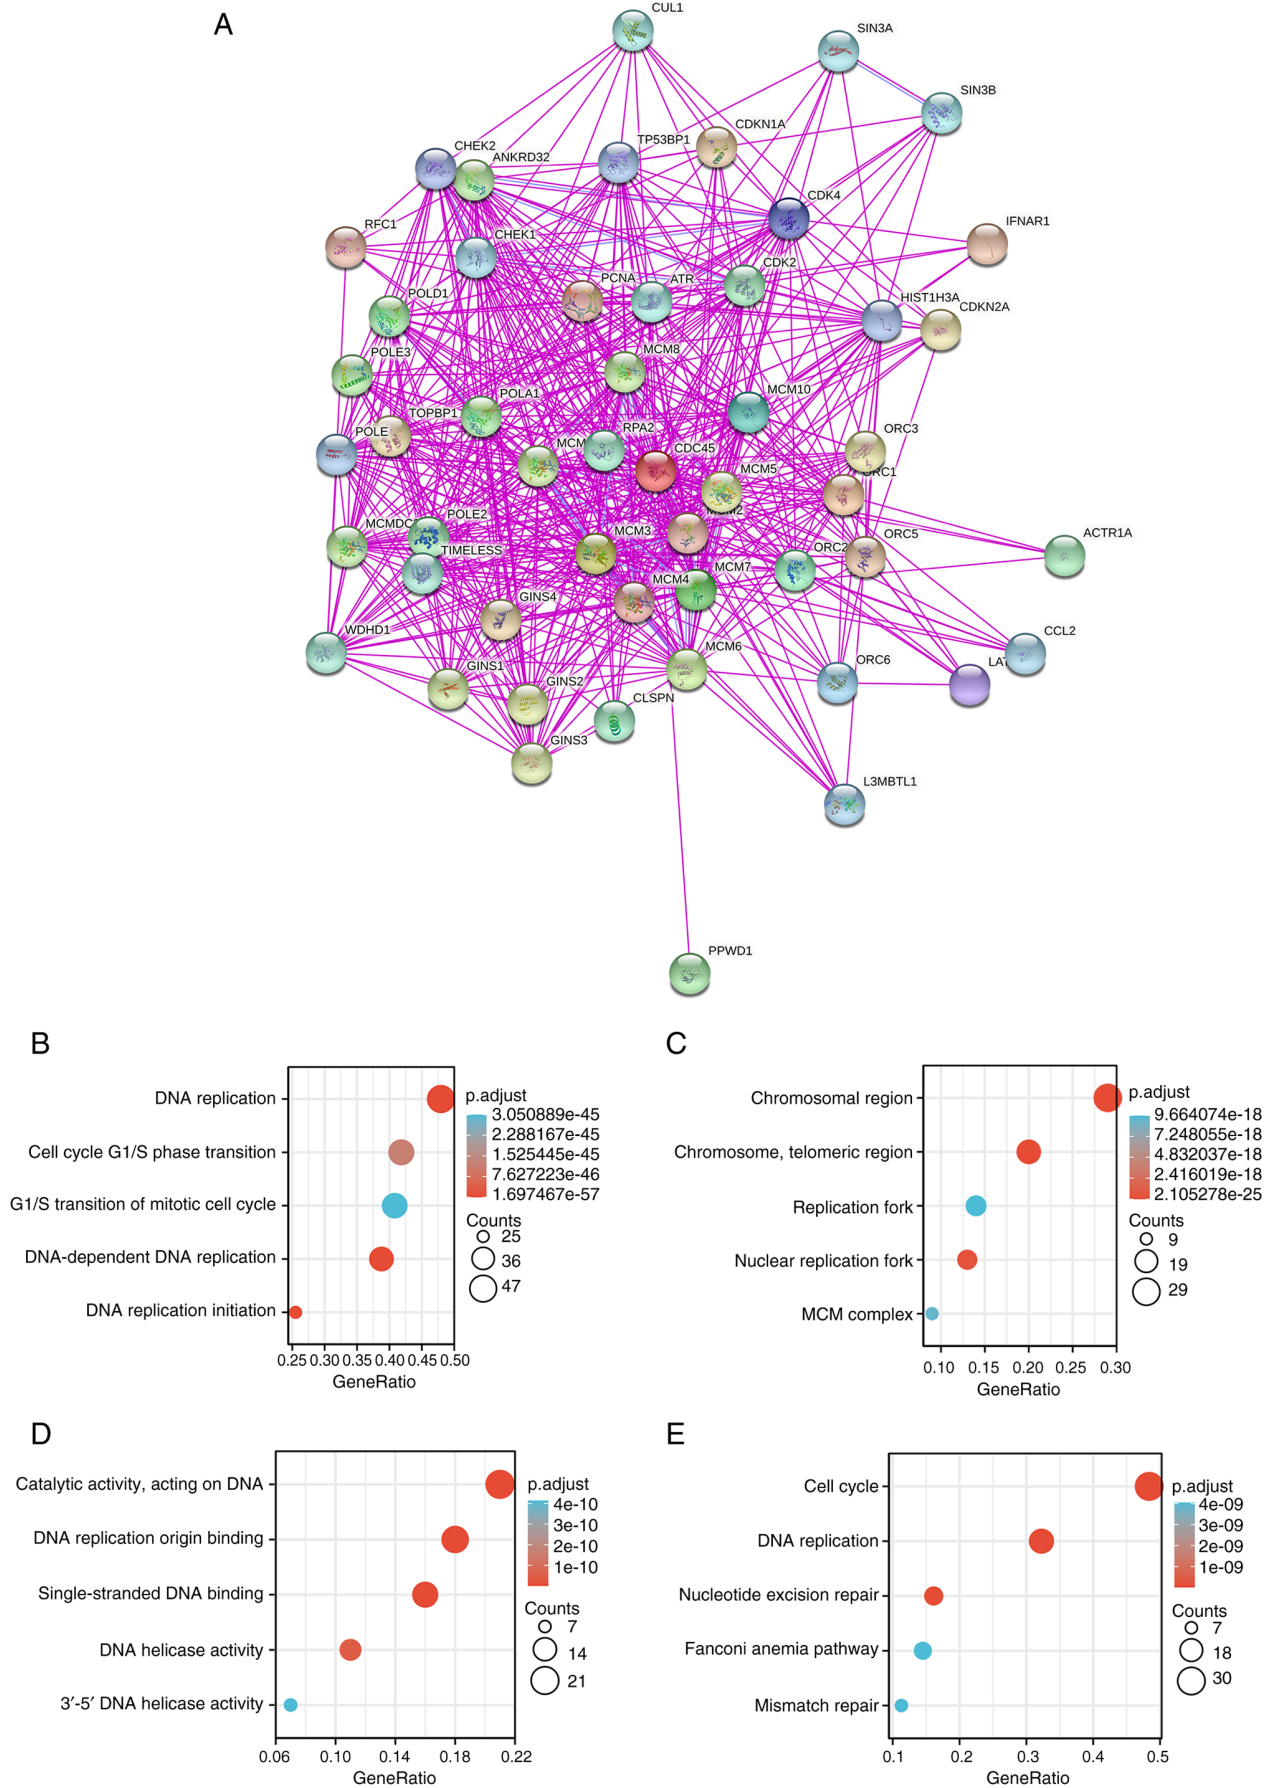 A
CUL1
SIN3A
SIN3B
CDKN1A
TP53BP1
CHEK2
ANKRD32
CDK4
IFNAR1
RFC1
CHEK1
CDK2
PCNA
ATR
POLD1
HIST1H3A
CDKN2A
POLE3
MCM8
MCM10
POLA1
TOPBP1
POLE
RPA2
ORC3
MCM
CDC45
MCM5
ORC1
MCMDC
POLE2
MCM3
MCM2
ORC2
ORC5
ACTR1A
TIMELESS
MCM4
MCM7
GINS4
WDHD1
MCM6
CCL2
GINS1
GINS2
ORC6
LAT
CLSPN
GINS3
L3MBTL1
PPWD1
B
DNA replication
Cell cycle G1/S phase transition
G1/S transition of mitotic cell cycle
DNA-dependent DNA replication
DNA replication initiation
0.25 0.30 0.35 0.40 0.45 0.50
GeneRatio
p.adjust
3.050889e-45
2.288167e-45
1.525445e-45
7.627223e-46
1.697467e-57
Counts
25
36
47
C
Chromosomal region
Chromosome, telomeric region
Replication fork
Nuclear replication fork
MCM complex
0.10 0.15 0.20 0.25 0.30
GeneRatio
p.adjust
9.664074e-18
7.248055e-18
4.832037e-18
2.416019e-18
2.105278e-25
Counts
9
19
29
D
Catalytic activity, acting on DNA
DNA replication origin binding
Single-stranded DNA binding
DNA helicase activity
3′-5′ DNA helicase activity
0.06 0.10 0.14 0.18 0.22
GeneRatio
p.adjust
4e-10
3e-10
2e-10
1e-10
Counts
7
14
21
E
Cell cycle
DNA replication
Nucleotide excision repair
Fanconi anemia pathway
Mismatch repair
0.1 0.2 0.3 0.4 0.5
GeneRatio
p.adjust
4e-09
3e-09
2e-09
1e-09
Counts
7
18
30